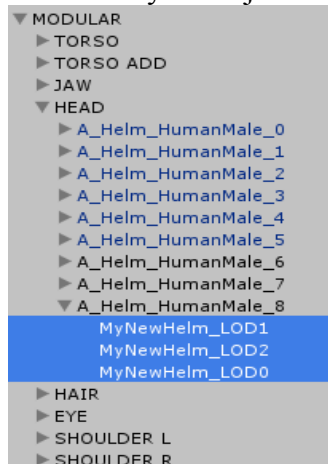 MODULAR
TORSO
TORSO ADD
JAW
HEAD
A_Helm_HumanMale_0
A_Helm_HumanMale_1
A_Helm_HumanMale_2
A_Helm_HumanMale_3
A_Helm_HumanMale_4
A_Helm_HumanMale_5
A_Helm_HumanMale_6
A_Helm_HumanMale_7
A_Helm_HumanMale_8
MyNewHelm_LOD1
MyNewHelm_LOD2
MyNewHelm_LOD0
HAIR
EYE
SHOULDER L
SHOULDER R